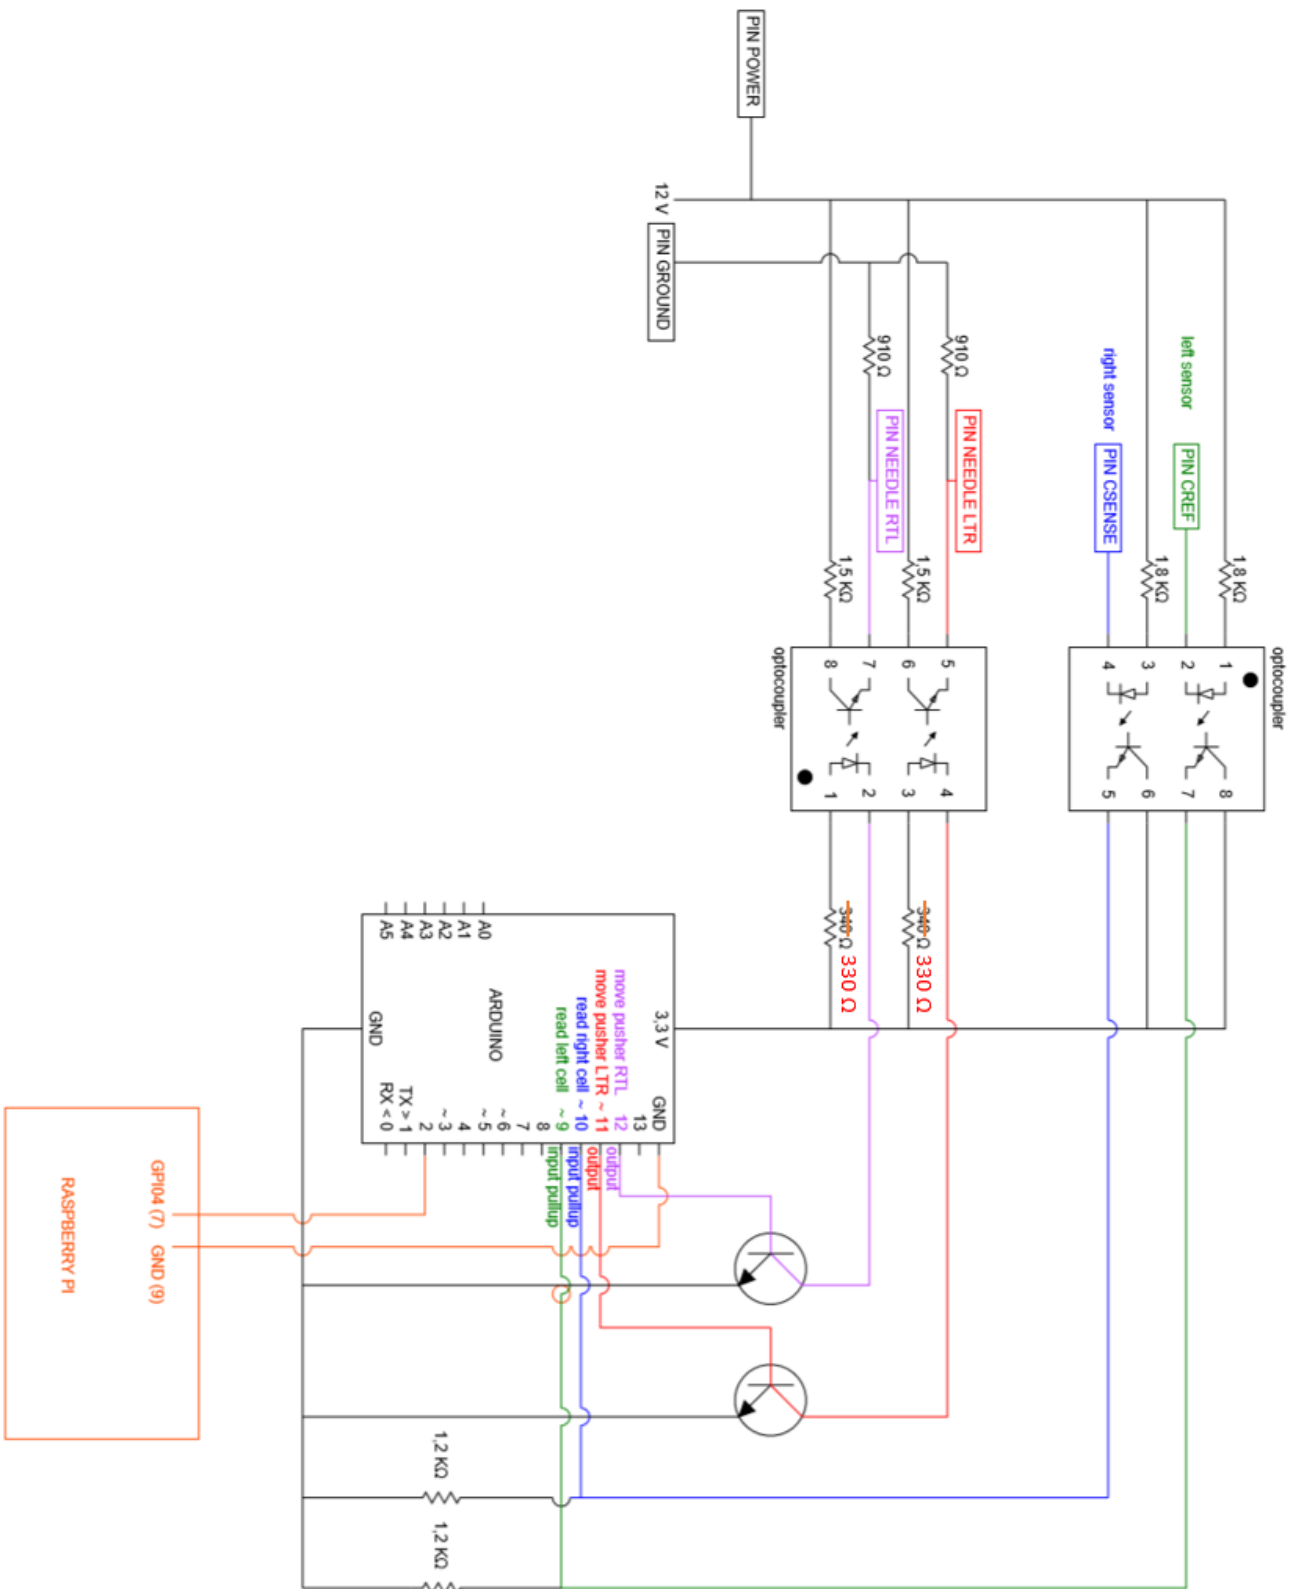 PIN POWER
12 V
PIN GROUND
910 Ω
910 Ω
PIN NEEDLE RTL
PIN NEEDLE LTR
right sensor
PIN CSENSE
left sensor
PIN CREF
1,5 KΩ
1,5 KΩ
1,8 KΩ
1,8 KΩ
optocoupler
8
7
6
5
1
2
3
4
optocoupler
4
3
2
1
5
6
7
8
340 Ω 330 Ω
340 Ω 330 Ω
A5
A4
A3
A2
A1
A0
ARDUINO
GND
3,3 V
move pusher RTL 12
move pusher LTR ~ 11
read right cell ~ 10
read left cell ~ 9
GND
13
8
7
~ 6
~ 5
4
~ 3
2
TX > 1
RX < 0
output
output
input pullup
input pullup
GPI04 (7)
GND (9)
RASPBERRY PI
1,2 KΩ
1,2 KΩ